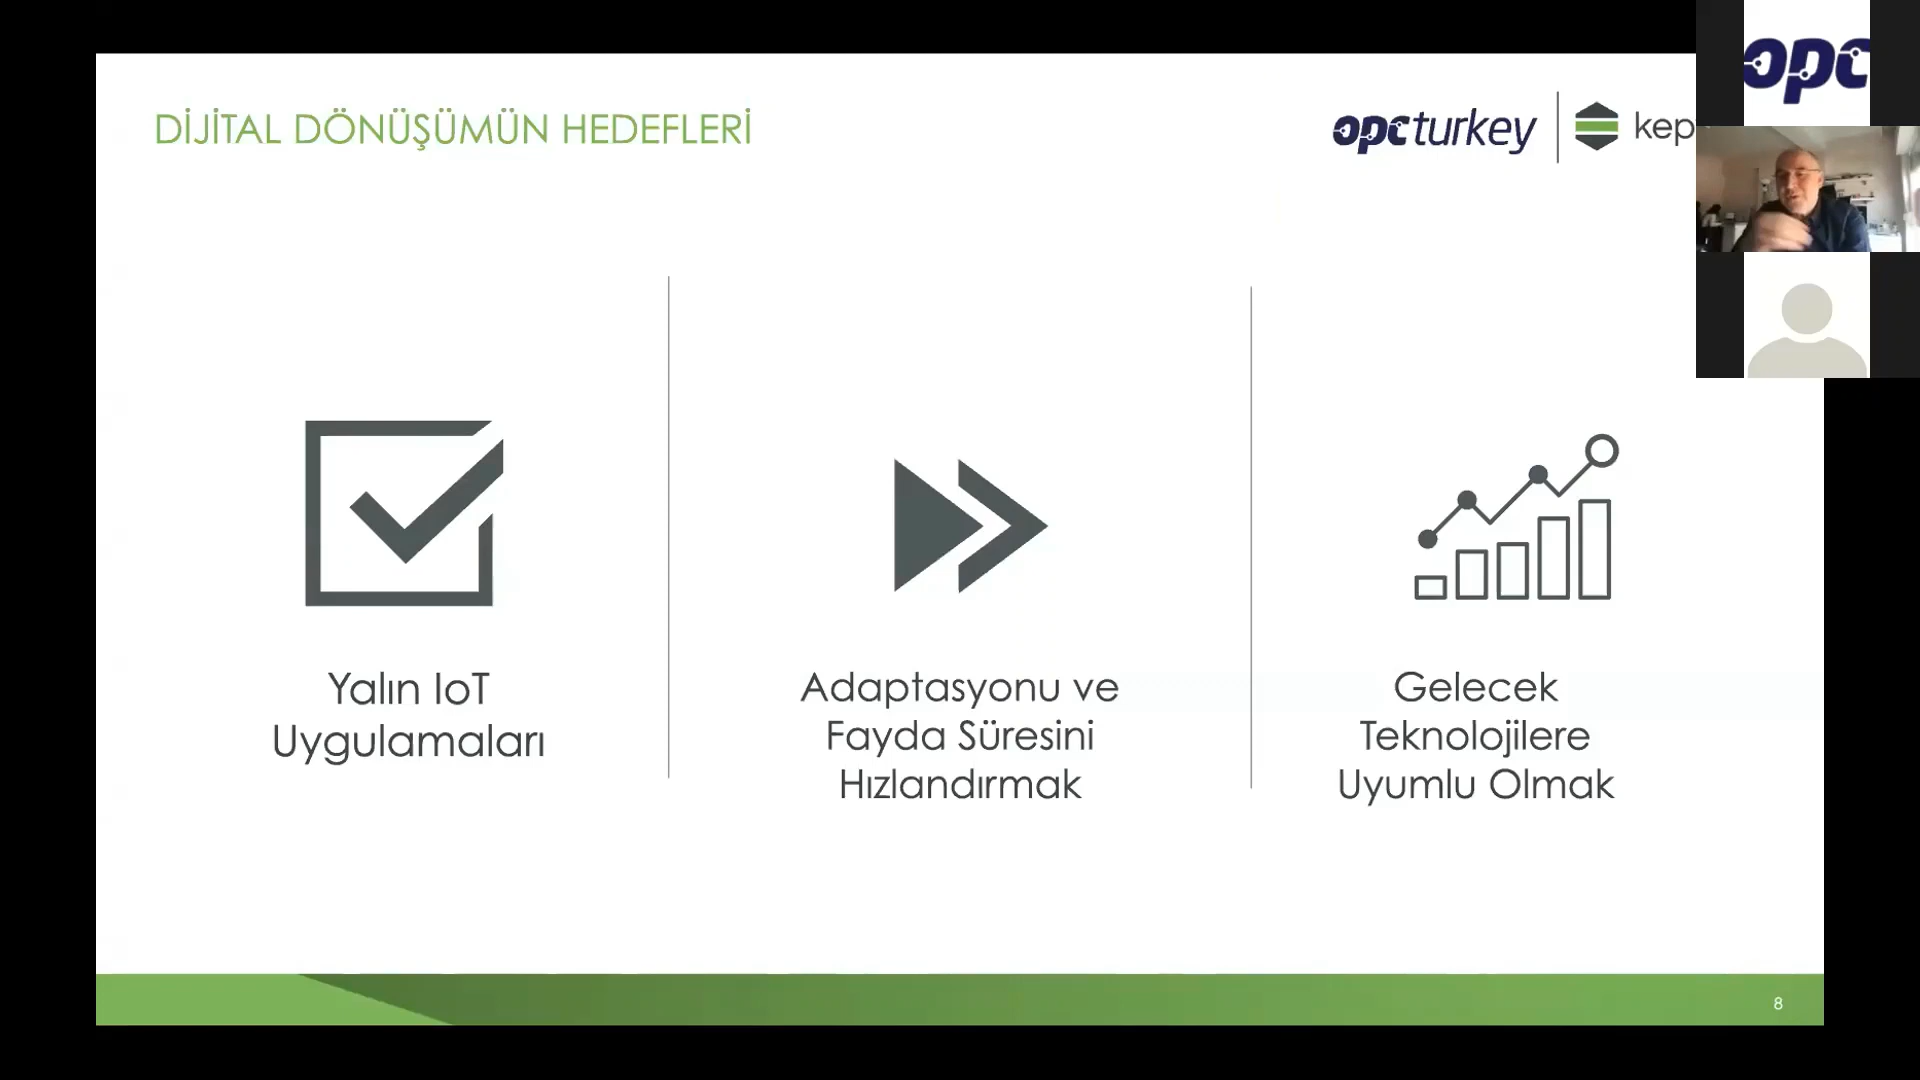 DİJİTAL DÖNÜŞÜMÜN HEDEFLERİ
opcturkey
kep
opc
Yalın IoT
Uygulamaları
Adaptasyonu ve
Fayda Süresini
Hızlandırmak
Gelecek
Teknolojilere
Uyumlu Olmak
8